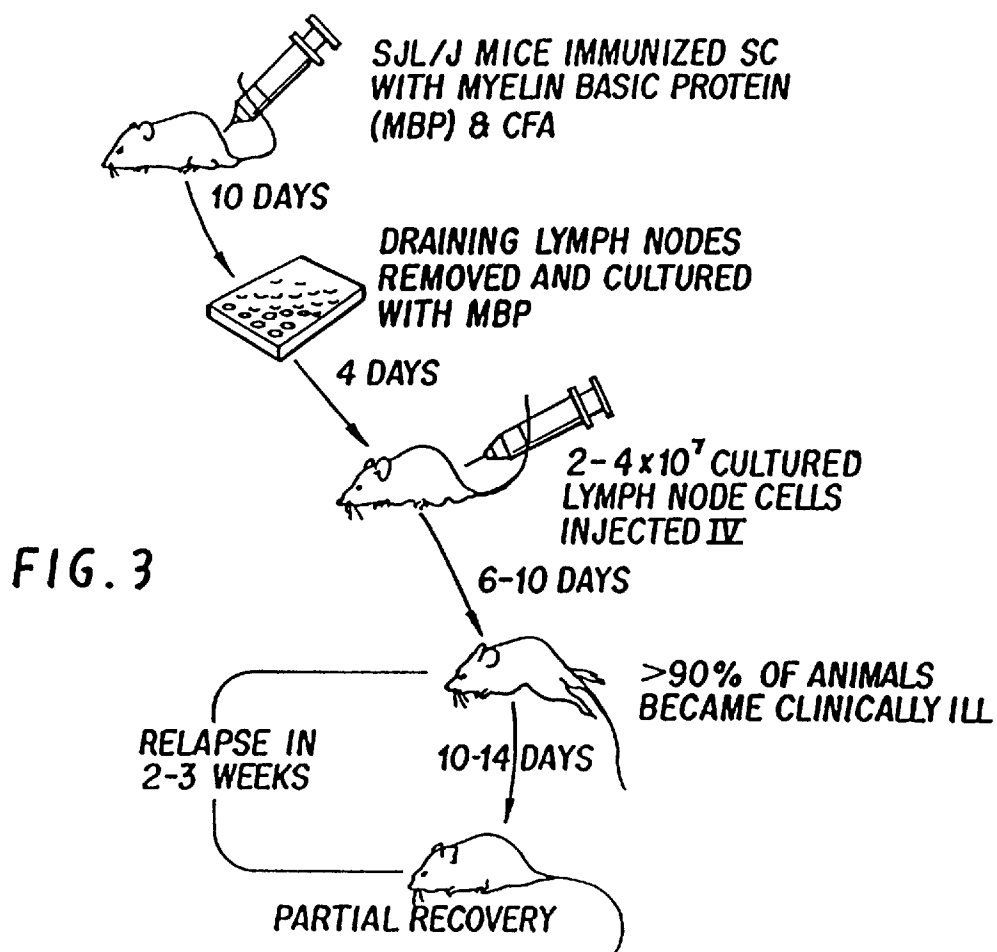 SJL/J MICE IMMUNIZED SC
WITH MYELIN BASIC PROTEIN
(MBP) & CFA
10 DAYS
DRAINING LYMPH NODES
REMOVED AND CULTURED
WITH MBP
4 DAYS
2-4x10⁷ CULTURED
LYMPH NODE CELLS
INJECTED IV
FIG. 3
6-10 DAYS
>90% OF ANIMALS
BECAME CLINICALLY ILL
RELAPSE IN
2-3 WEEKS
10-14 DAYS
PARTIAL RECOVERY